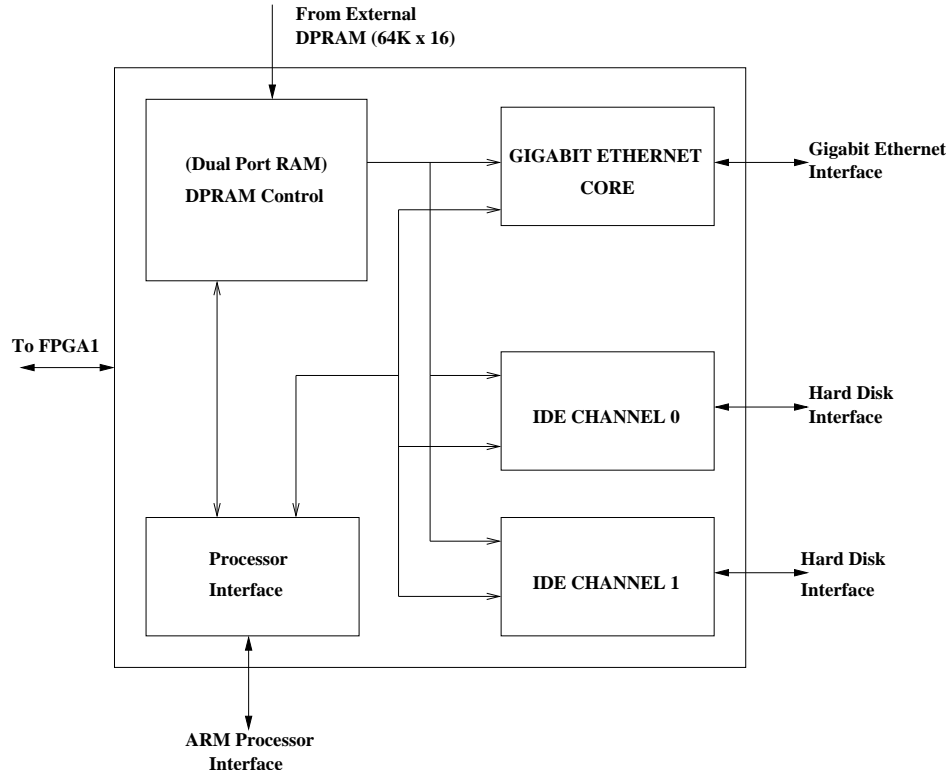 From External
DPRAM (64K x 16)
(Dual Port RAM)
DPRAM Control
GIGABIT ETHERNET
CORE
Gigabit Ethernet
Interface
To FPGA1
IDE CHANNEL 0
Hard Disk
Interface
Processor
Interface
IDE CHANNEL 1
Hard Disk
Interface
ARM Processor
Interface